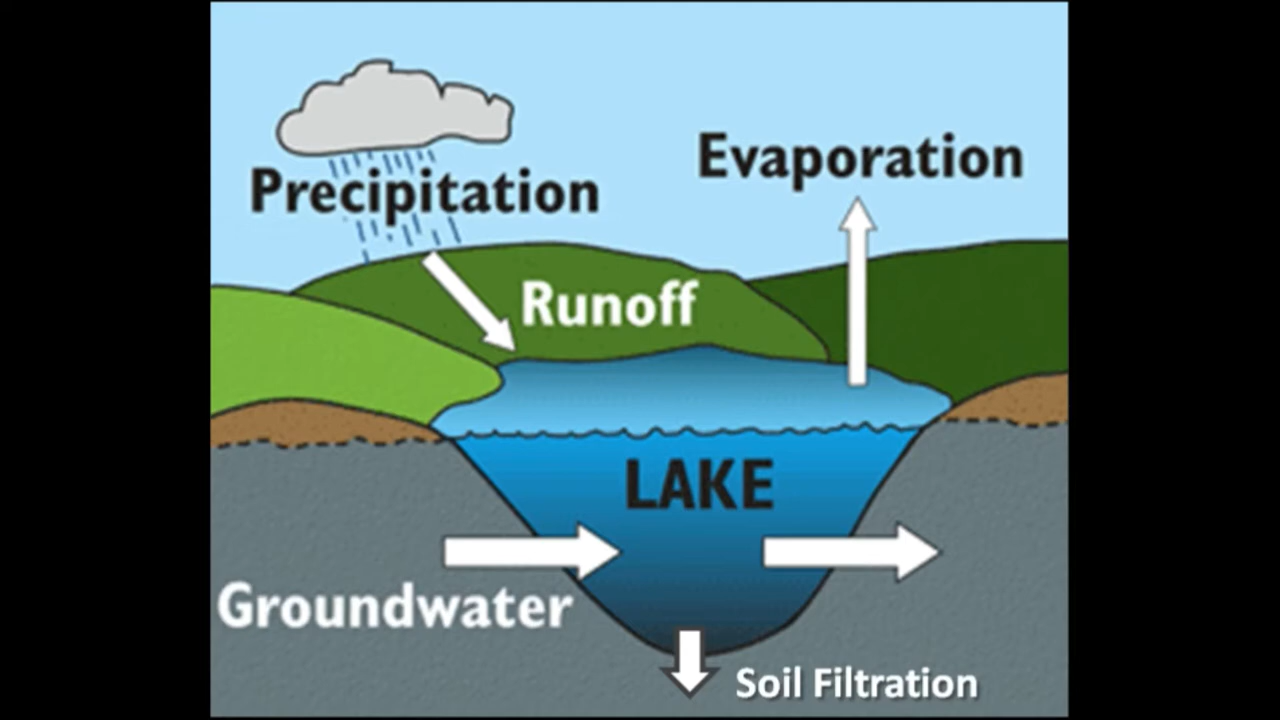 Evaporation
Precipitation
Runoff
LAKE
Groundwater
Soil Filtration